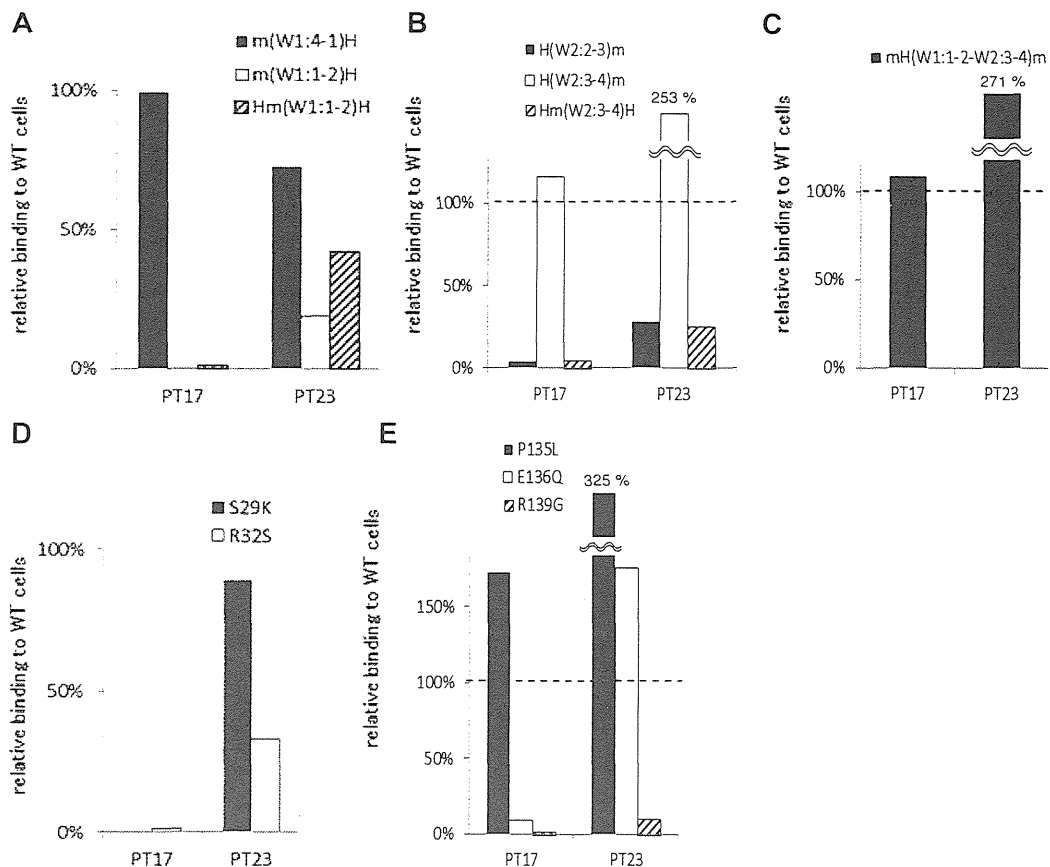 A
m(W1:4-1)H
m(W1:1-2)H
Hm(W1:1-2)H
relative binding to WT cells
100%
50%
0%
PT17
PT23
B
H(W2:2-3)m
H(W2:3-4)m
Hm(W2:3-4)H
253 %
relative binding to WT cells
100%
50%
0%
PT17
PT23
C
mH(W1:1-2-W2:3-4)m
271 %
relative binding to WT cells
100%
50%
0%
PT17
PT23
D
S29K
R32S
relative binding to WT cells
100%
50%
0%
PT17
PT23
E
P135L
E136Q
R139G
325 %
relative binding to WT cells
150%
100%
50%
0%
PT17
PT23